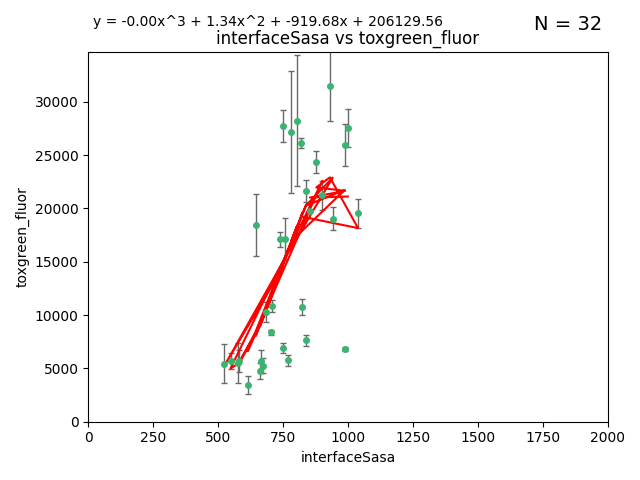 y = -0.00x^3 + 1.34x^2 + -919.68x + 206129.56
N = 32
interfaceSasa vs toxgreen_fluor
30000
25000
20000
15000
10000
5000
0
toxgreen_fluor
0 250 500 750 1000 1250 1500 1750 2000
interfaceSasa